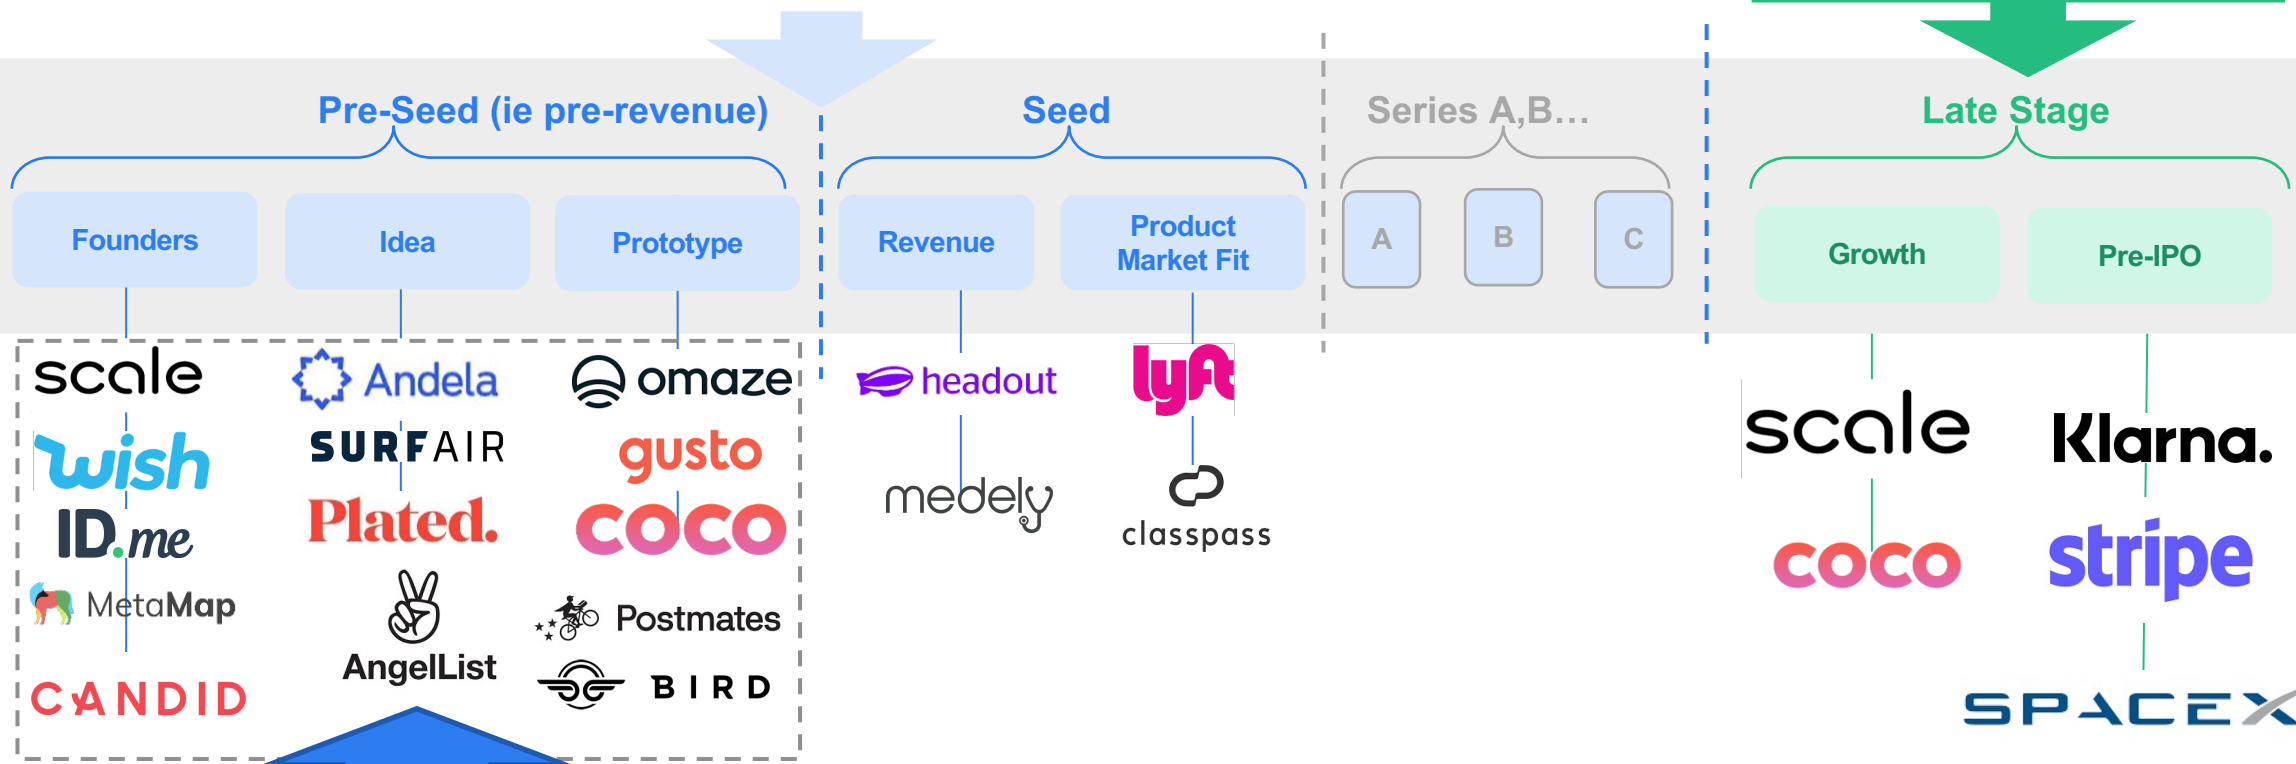 Pre-Seed (ie pre-revenue)
Seed
Series A,B...
Late Stage
Founders
Idea
Prototype
Revenue
Product
Market Fit
A
B
C
Growth
Pre-IPO
scale
wish
ID.me
MetaMap
CANDID
Andela
SURFAIR
Plated.
AngelList
omaze
gusto
coco
Postmates
BIRD
headout
medely
lyft
classpass
scale
coco
Klarna.
stripe
SPACEX